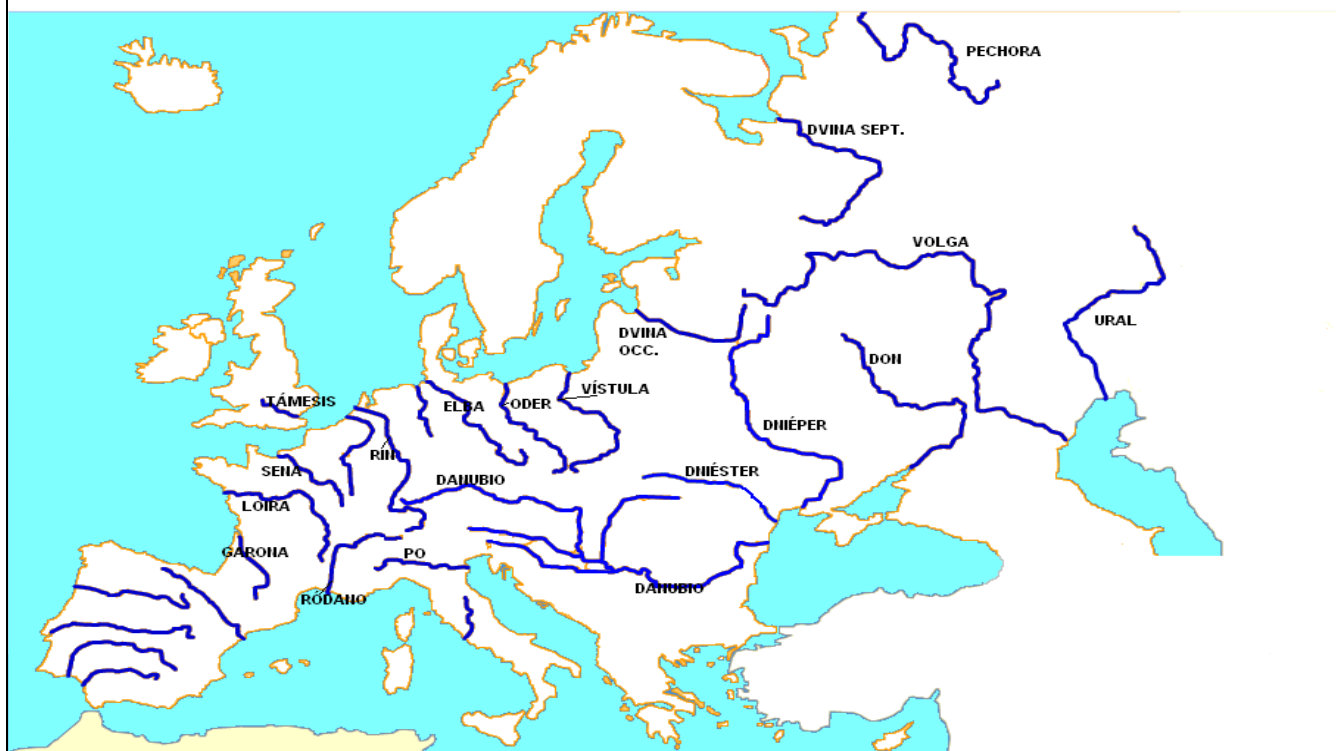 PECHORA
DVINA SEPT.
VOLGA
URAL
DVINA
OCC.
DON
VÍSTULA
TÁMESIS
ELBA
ODER
DNIÉPER
RÍN
SENA
DNIÉSTER
DANUBIO
LOIRA
GARONA
PO
DANUBIO
RÓDANO